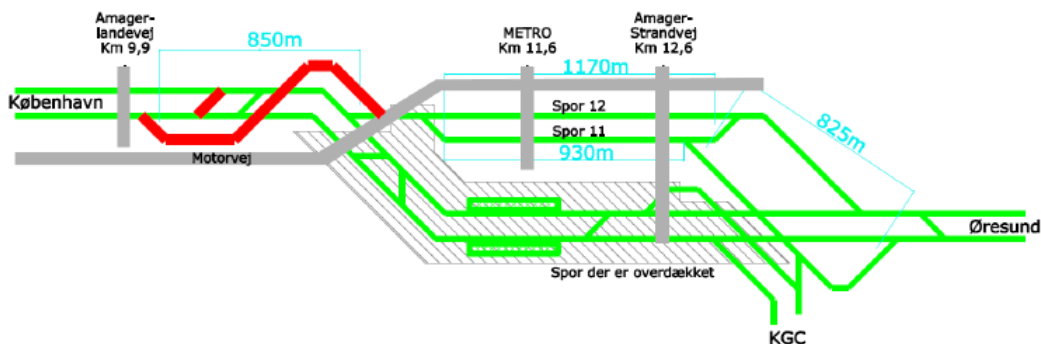 Amager-
landevej
Km 9,9
850m
METRO
Km 11,6
Amager-
Strandvej
Km 12,6
1170m
København
Spor 12
Spor 11
825m
Motorvej
930m
Øresund
Spor der er overdækket
KGC